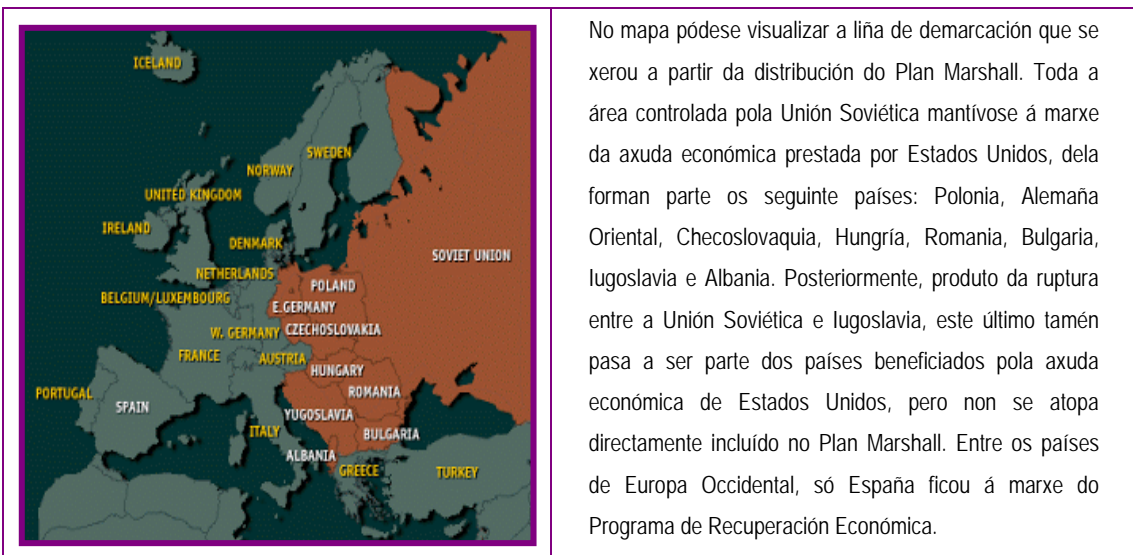 ICELAND
SWEDEN
NORWAY
UNITED KINGDOM
IRELAND
DENMARK
SOVIET UNION
NETHERLANDS
POLAND
BELGIUM/LUXEMBOURG
E.GERMANY
W. GERMANY
CZECHOSLOVAKIA
FRANCE
AUSTRIA
HUNGARY
PORTUGAL
ROMANIA
SPAIN
YUGOSLAVIA
ITALY
BULGARIA
ALBANIA
GREECE
TURKEY
No mapa pódese visualizar a liña de demarcación que se
xerou a partir da distribución do Plan Marshall. Toda a
área controlada pola Unión Soviética mantívose á marxe
da axuda económica prestada por Estados Unidos, dela
forman parte os seguinte países: Polonia, Alemaña
Oriental, Checoslovaquia, Hungría, Romania, Bulgaria,
Iugoslavia e Albania. Posteriormente, produto da ruptura
entre a Unión Soviética e Iugoslavia, este último tamén
pasa a ser parte dos países beneficiados pola axuda
económica de Estados Unidos, pero non se atopa
directamente incluído no Plan Marshall. Entre os países
de Europa Occidental, só España ficou á marxe do
Programa de Recuperación Económica.